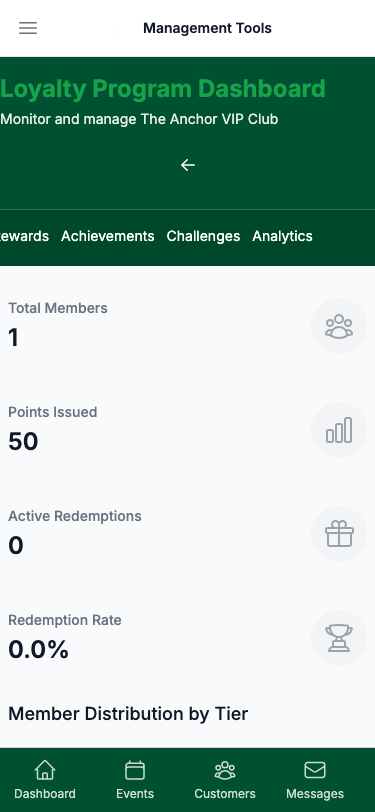 Management Tools
Loyalty Program Dashboard
Monitor and manage The Anchor VIP Club
ewards Achievements Challenges Analytics
Total Members
1
Points Issued
50
Active Redemptions
0
Redemption Rate
0.0%
Member Distribution by Tier
Dashboard Events Customers Messages